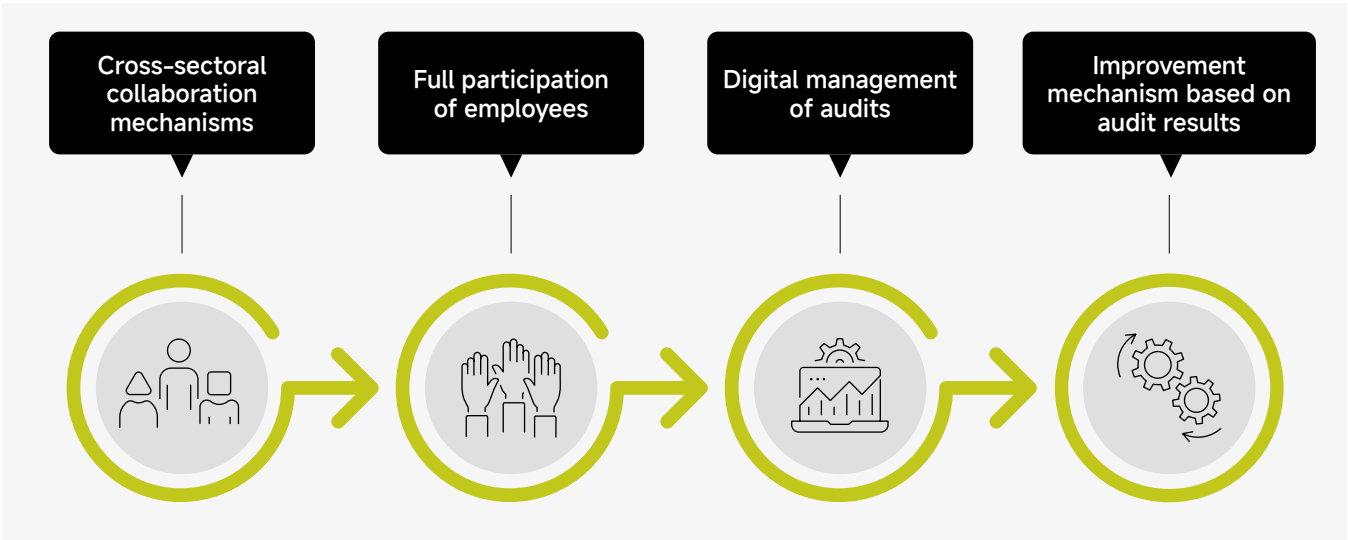 Cross-sectoral
collaboration
mechanisms
Full participation
of employees
Digital management
of audits
Improvement
mechanism based on
audit results